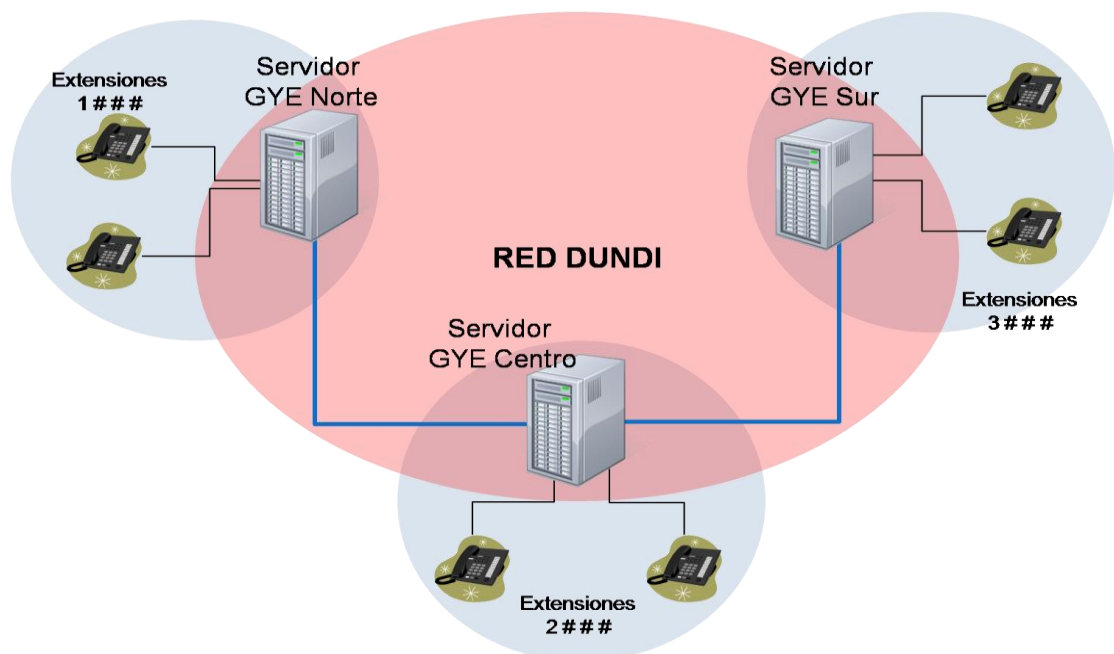 Servidor
GYE Norte
Extensiones
1###
Servidor
GYE Sur
Extensiones
3###
RED DUNDI
Servidor
GYE Centro
Extensiones
2###